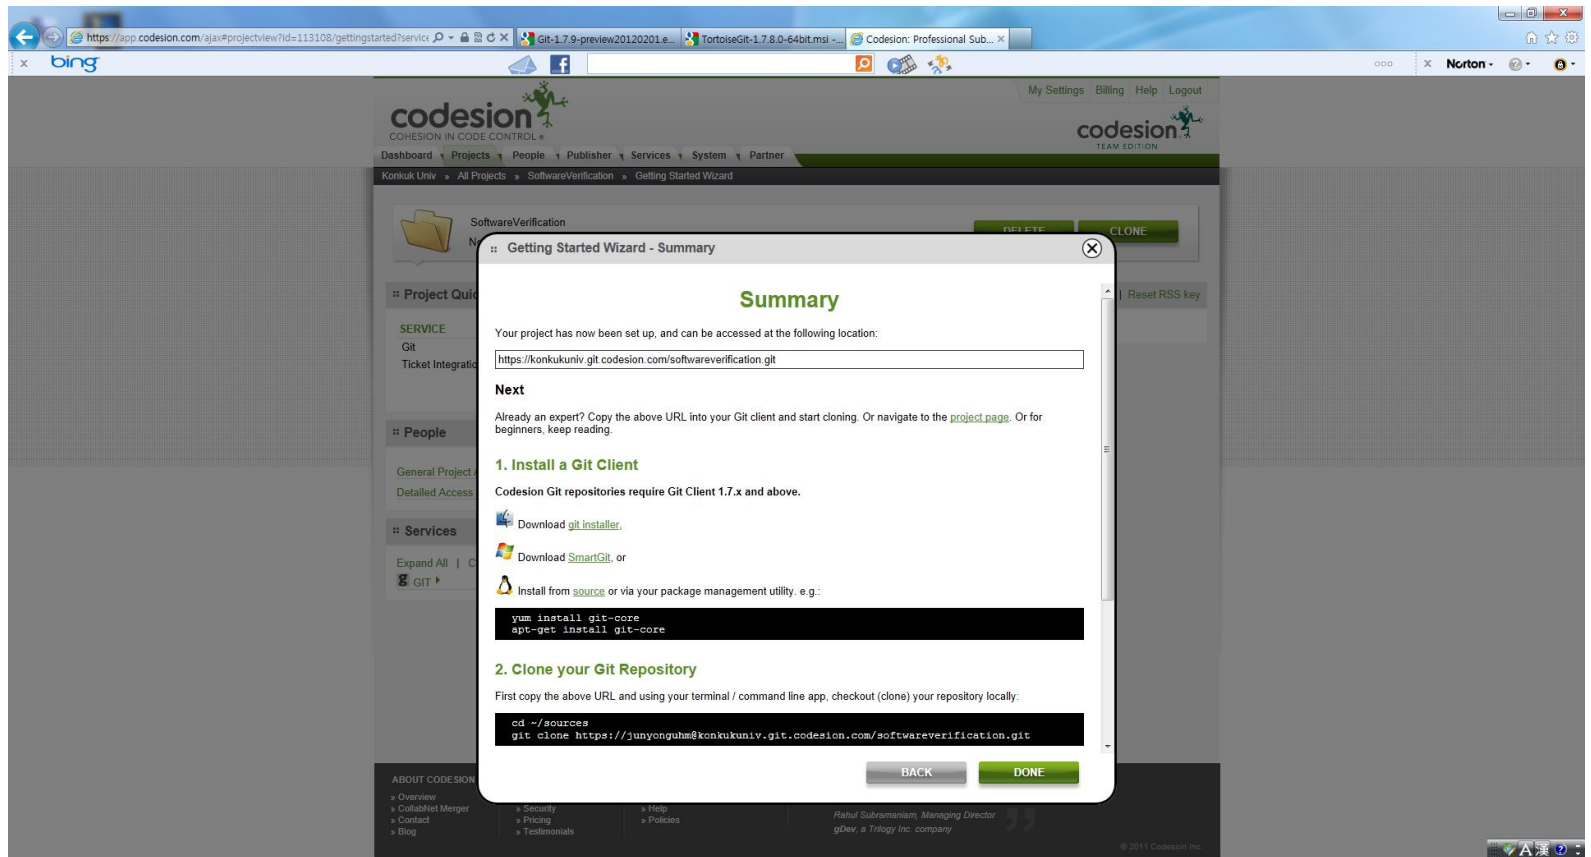 https://app.codesion.com/ajax#projectview?id=113108/gettingstarted?service
Git-1.7.9-preview20120201.e...
TortoiseGit-1.7.8.0-64bit.msi -...
Codesion: Professional Sub...
bing
Norton
My Settings Billing Help Logout
codesion
COHESION IN CODE CONTROL
codesion
TEAM EDITION
Dashboard Projects People Publisher Services System Partner
Konkuk Univ » All Projects » SoftwareVerification » Getting Started Wizard
SoftwareVerification
DELETE
CLONE
Getting Started Wizard - Summary
Project Quic
| Reset RSS key
SERVICE
Git
Ticket Integratio
People
General Project
Detailed Access
Services
Expand All | C
GIT
Summary
Your project has now been set up, and can be accessed at the following location:
https://konkukuniv.git.codesion.com/softwareverification.git
Next
Already an expert? Copy the above URL into your Git client and start cloning. Or navigate to the project page. Or for
beginners, keep reading.
1. Install a Git Client
Codesion Git repositories require Git Client 1.7.x and above.
Download git installer,
Download SmartGit, or
Install from source or via your package management utility. e.g.:
yum install git-core
apt-get install git-core
2. Clone your Git Repository
First copy the above URL and using your terminal / command line app, checkout (clone) your repository locally:
cd ~/sources
git clone https://junyonguhm@konkukuniv.git.codesion.com/softwareverification.git
BACK
DONE
ABOUT CODESION
» Overview
» CollabNet Merger
» Contact
» Blog
» Security
» Pricing
» Testimonials
» Help
» Policies
Rahul Subramaniam, Managing Director
gDev, a Trilogy Inc. company
© 2011 Codesion Inc.
A 漢